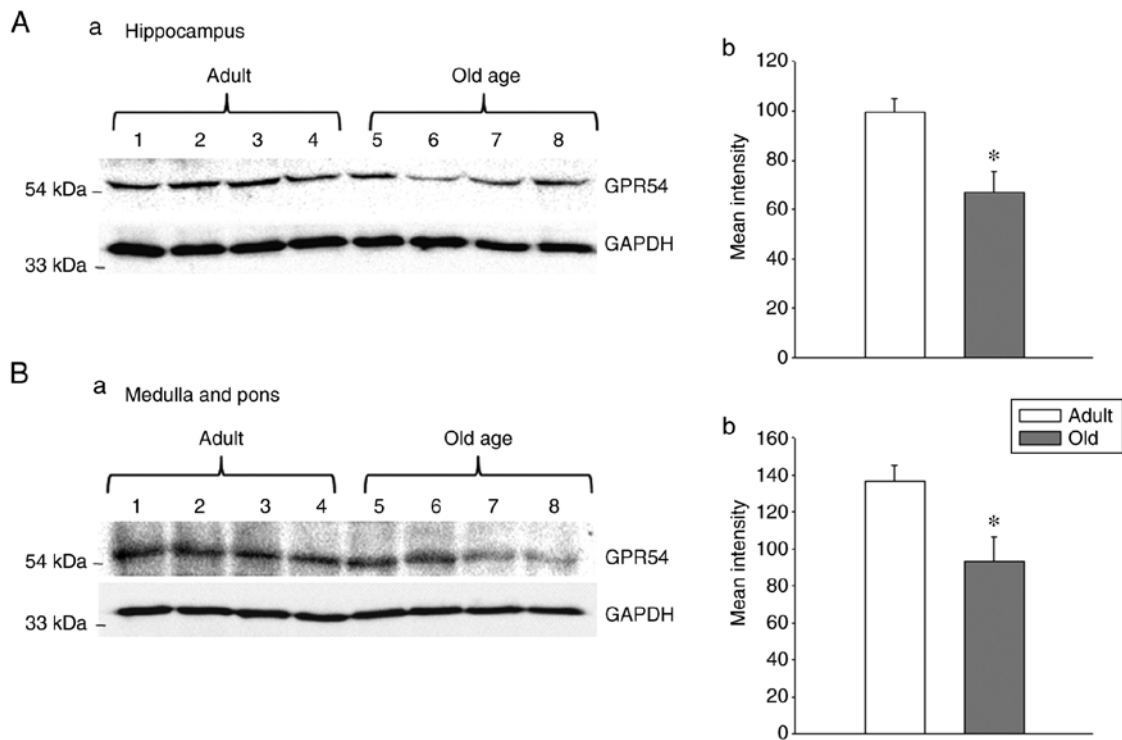 A
a Hippocampus
Adult
Old age
1 2 3 4 5 6 7 8
54 kDa
GPR54
GAPDH
33 kDa
b
Mean intensity
120
100
80
60
40
20
0
*
B
a Medulla and pons
Adult
Old age
1 2 3 4 5 6 7 8
54 kDa
GPR54
GAPDH
33 kDa
b
Adult
Old
Mean intensity
160
140
120
100
80
60
40
20
0
*